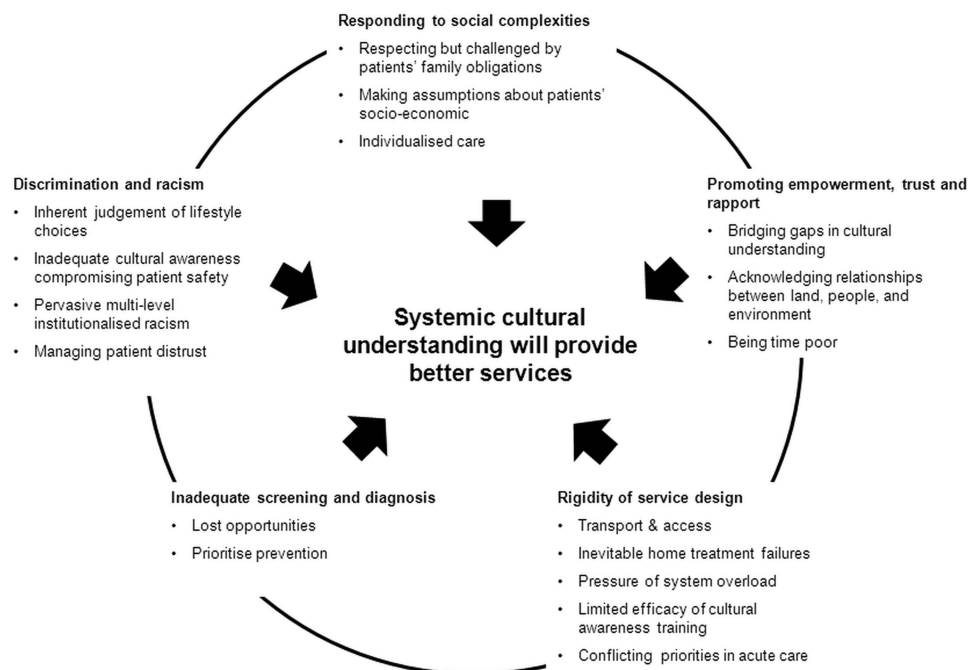 Responding to social complexities
• Respecting but challenged by
patients' family obligations
• Making assumptions about patients'
socio-economic
• Individualised care
Discrimination and racism
• Inherent judgement of lifestyle
choices
• Inadequate cultural awareness
compromising patient safety
• Pervasive multi-level
institutionalised racism
• Managing patient distrust
Promoting empowerment, trust and
rapport
• Bridging gaps in cultural
understanding
• Acknowledging relationships
between land, people, and
environment
• Being time poor
Systemic cultural
understanding will provide
better services
Inadequate screening and diagnosis
• Lost opportunities
• Prioritise prevention
Rigidity of service design
• Transport & access
• Inevitable home treatment failures
• Pressure of system overload
• Limited efficacy of cultural
awareness training
• Conflicting priorities in acute care